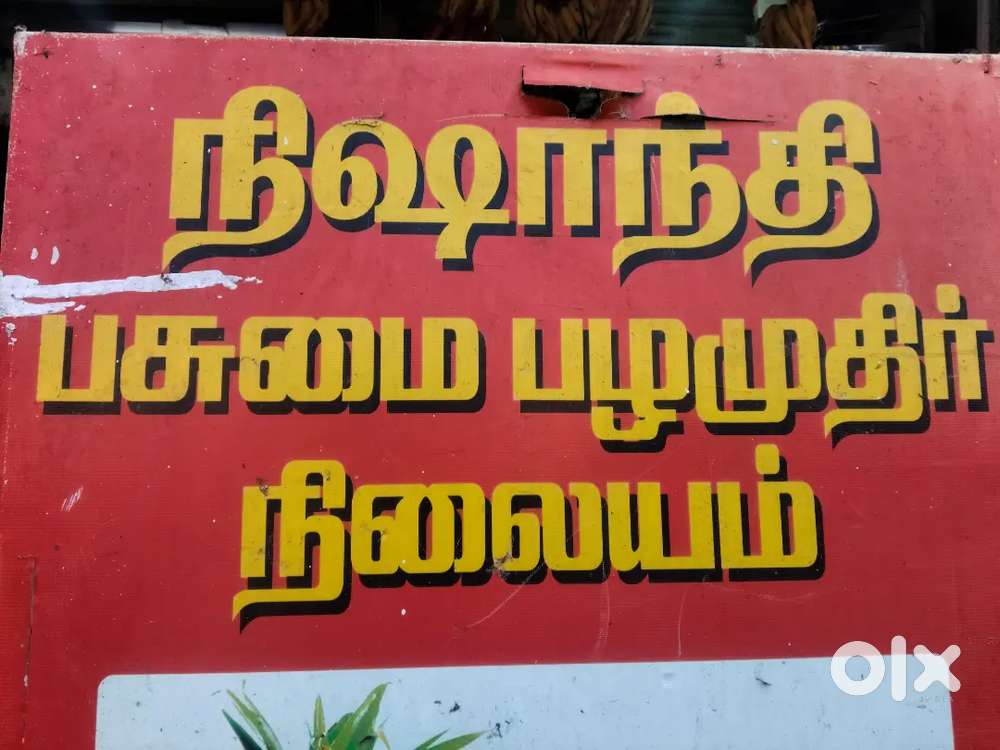 நிஷாந்தி
பசுமை பழமுதிர்
நிலையம்
olx